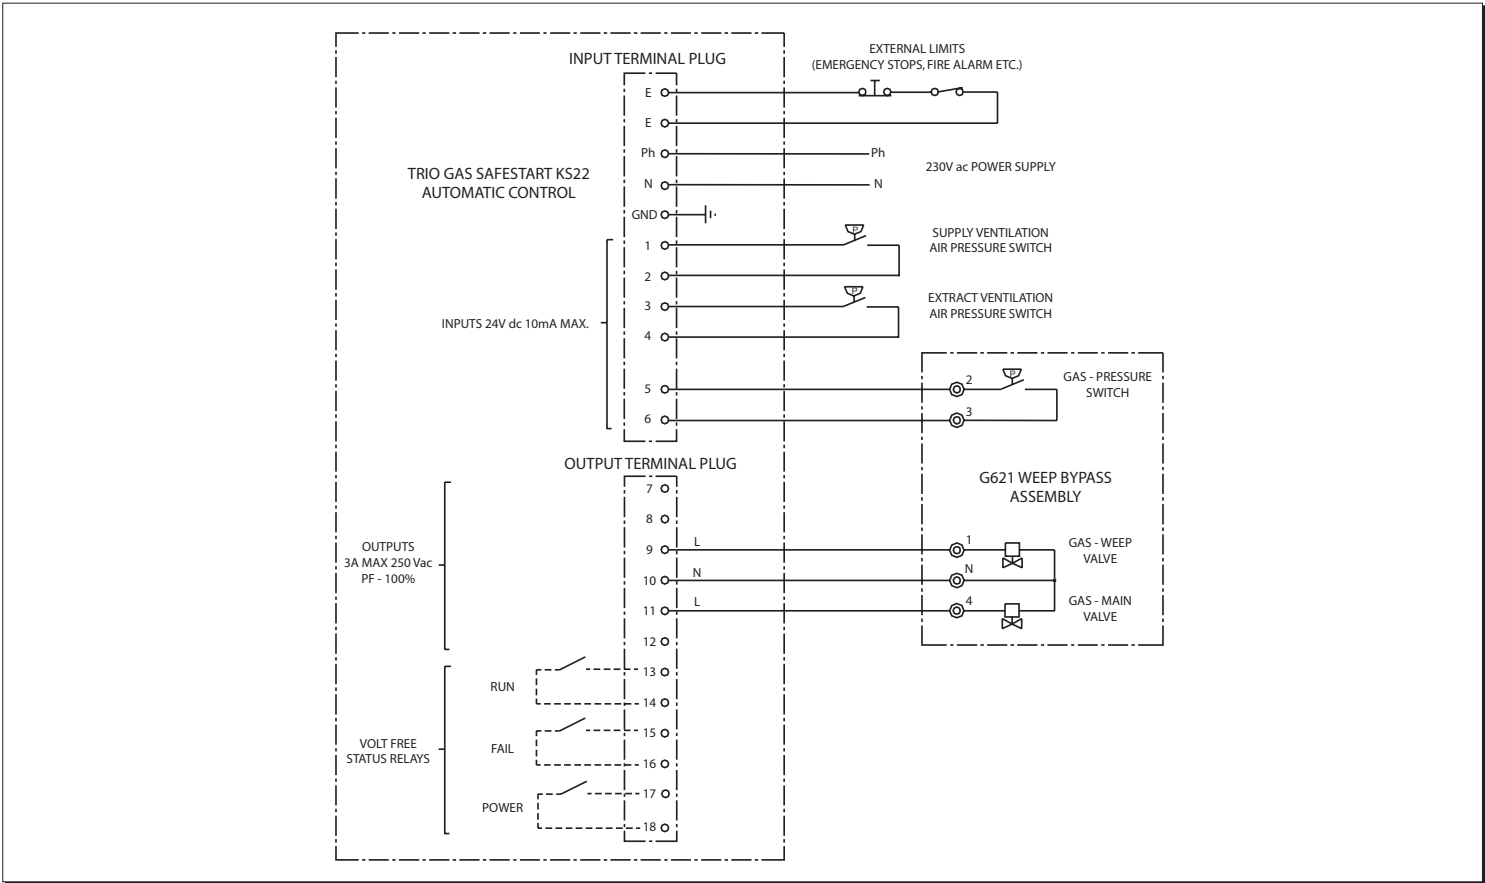 INPUT TERMINAL PLUG
EXTERNAL LIMITS
(EMERGENCY STOPS, FIRE ALARM ETC.)
E
E
Ph
Ph
230V ac POWER SUPPLY
N
N
TRIO GAS SAFESTART KS22
AUTOMATIC CONTROL
GND
1
P
SUPPLY VENTILATION
AIR PRESSURE SWITCH
2
3
P
EXTRACT VENTILATION
AIR PRESSURE SWITCH
4
INPUTS 24V dc 10mA MAX.
5
2
P
GAS - PRESSURE
SWITCH
6
3
OUTPUT TERMINAL PLUG
G621 WEEP BYPASS
ASSEMBLY
7
8
9
L
1
GAS - WEEP
VALVE
10
N
N
11
L
4
GAS - MAIN
VALVE
12
OUTPUTS
3A MAX 250 Vac
PF - 100%
13
RUN
14
15
FAIL
16
17
POWER
18
VOLT FREE
STATUS RELAYS